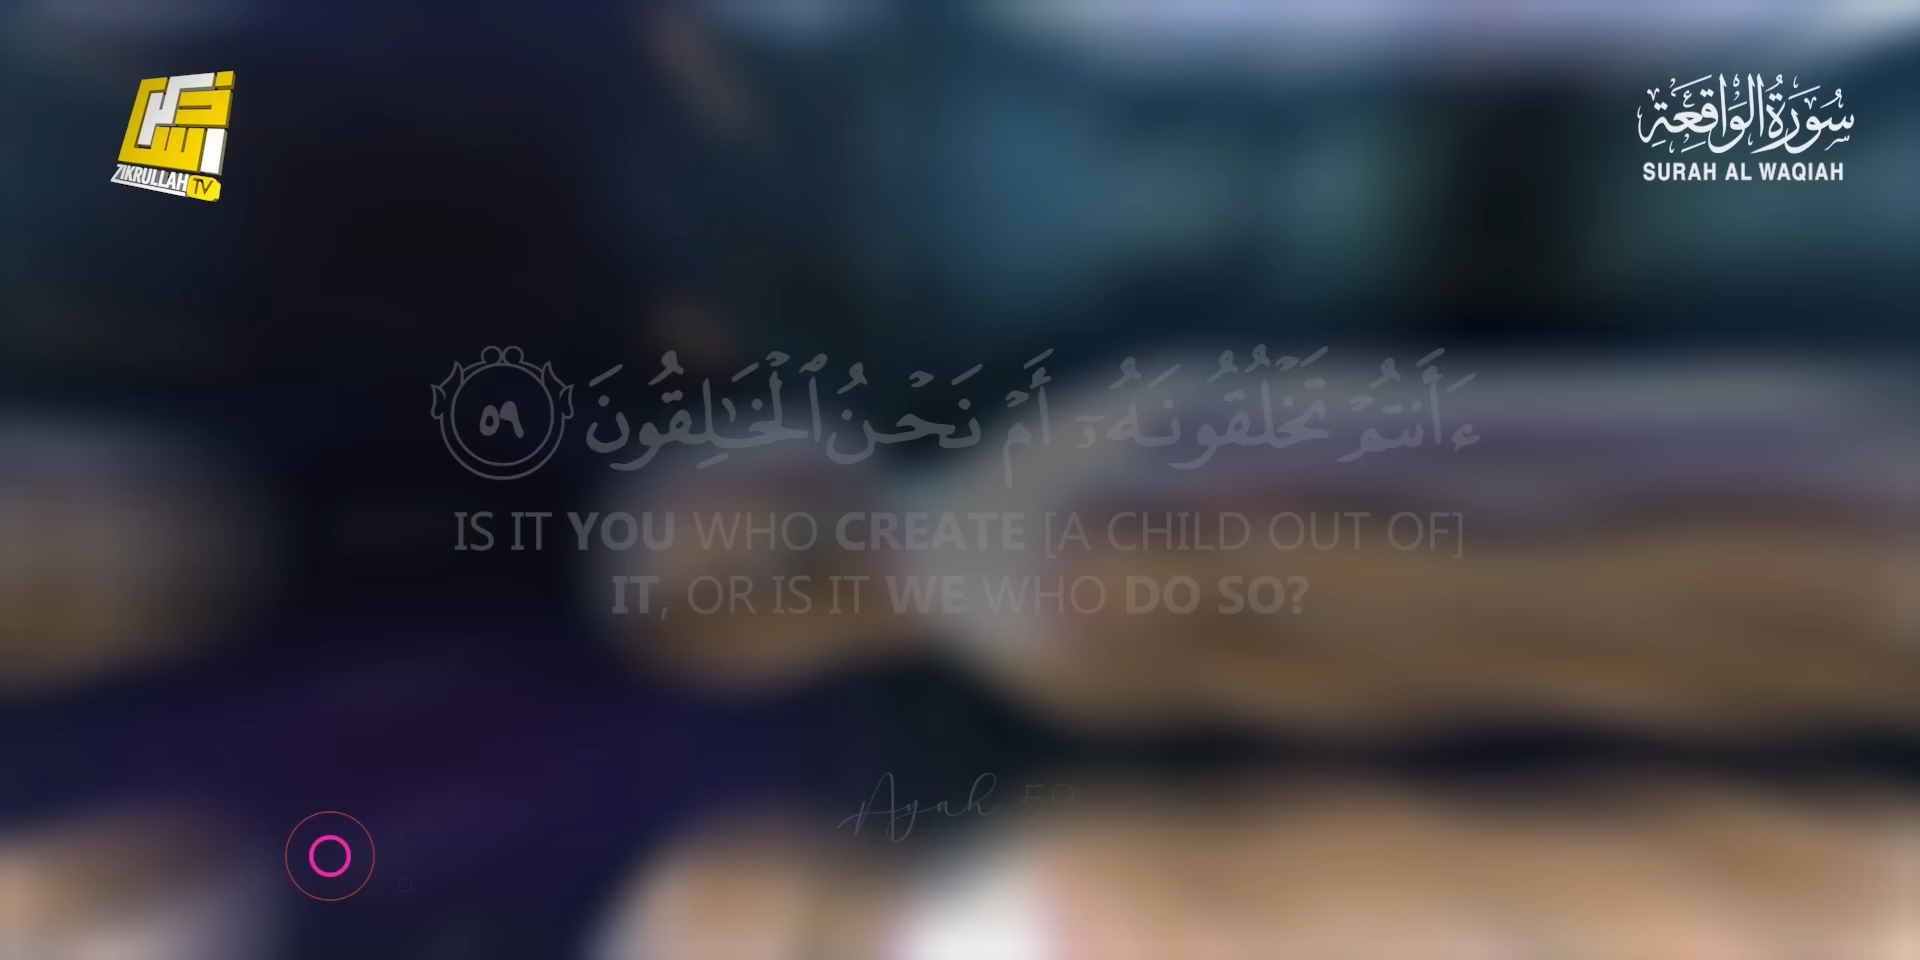 ZIKRULLAH TV
سُورَةُ الْوَاقِعَةِ
SURAH AL WAQIAH
ءَأَنتُمْ تَخْلُقُونَهُۥٓ أَمْ نَحْنُ ٱلْخَٰلِقُونَ ٥٩
IS IT YOU WHO CREATE [A CHILD OUT OF]
IT, OR IS IT WE WHO DO SO?
Ayah 59